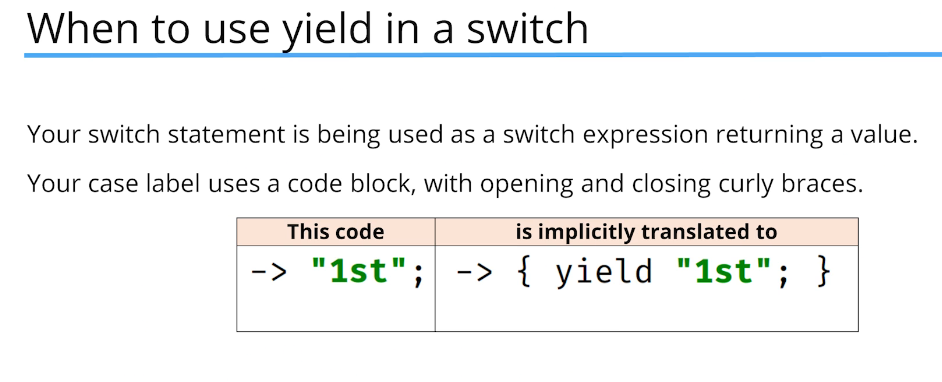 When to use yield in a switch
Your switch statement is being used as a switch expression returning a value.
Your case label uses a code block, with opening and closing curly braces.
This code is implicitly translated to
-> "1st"; -> { yield "1st"; }